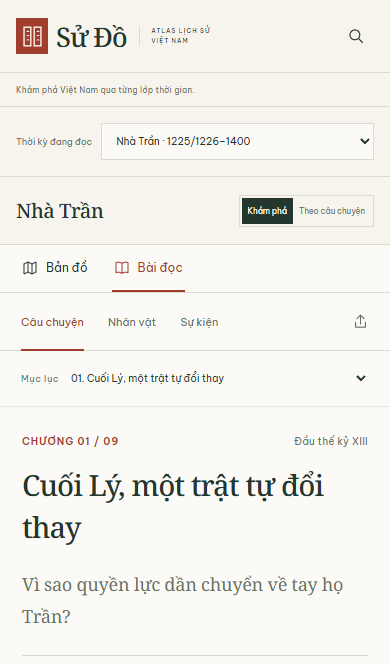 Sử Đồ
ATLAS LỊCH SỬ
VIỆT NAM
Khám phá Việt Nam qua từng lớp thời gian.
Thời kỳ đang đọc
Nhà Trần · 1225/1226–1400
Nhà Trần
Khám phá
Theo câu chuyện
Bản đồ
Bài đọc
Câu chuyện
Nhân vật
Sự kiện
Mục lục
01. Cuối Lý, một trật tự đổi thay
CHƯƠNG 01 / 09
Đầu thế kỷ XIII
Cuối Lý, một trật tự đổi
thay
Vì sao quyền lực dần chuyển về tay họ
Trần?